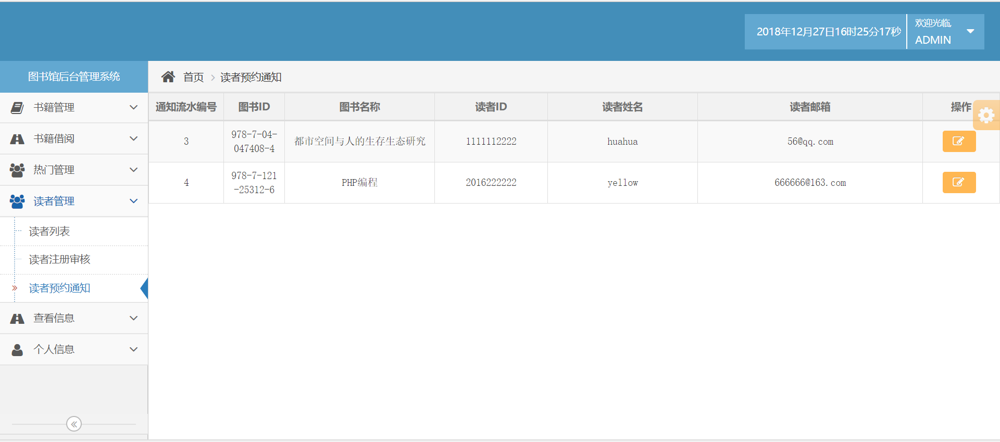 2018年12月27日16时25分17秒
欢迎光临,
ADMIN
图书馆后台管理系统
首页
读者预约通知
书籍管理
书籍借阅
热门管理
读者管理
读者列表
读者注册审核
读者预约通知
查看信息
个人信息
通知流水编号 图书ID 图书名称 读者ID 读者姓名 读者邮箱 操作
3 978-7-04- 都市空间与人的生存生态研究 1111112222 huahua 56@qq.com
047408-4
4 978-7-121 PHP编程 2016222222 yellow 666666@163.com
-25312-6